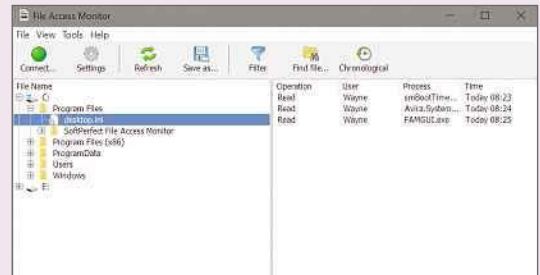 File Access Monitor
File View Tools Help
Connect... Settings Refresh Save as... Filter Find file... Chronological
File Name Operation User Process Time
C: Read Wayne smBootTime... Today 08:23
Program Files Read Wayne Avira.System... Today 08:24
desktop.ini Read Wayne FAMGUI.exe Today 08:25
SoftPerfect File Access Monitor
Program Files (x86)
ProgramData
Users
Windows
E: